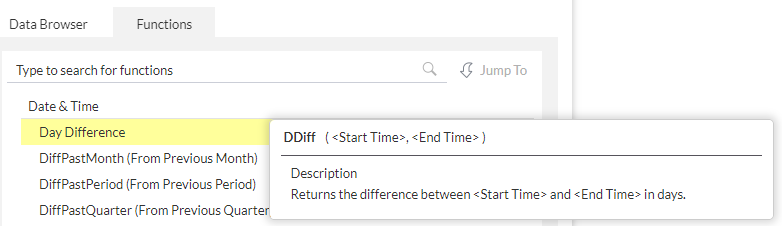 Data Browser Functions
Type to search for functions Jump To
Date & Time
Day Difference
DDiff ( <Start Time>, <End Time> )
DiffPastMonth (From Previous Month)
Description
DiffPastPeriod (From Previous Period)
Returns the difference between <Start Time> and <End Time> in days.
DiffPastQuarter (From Previous Quarter